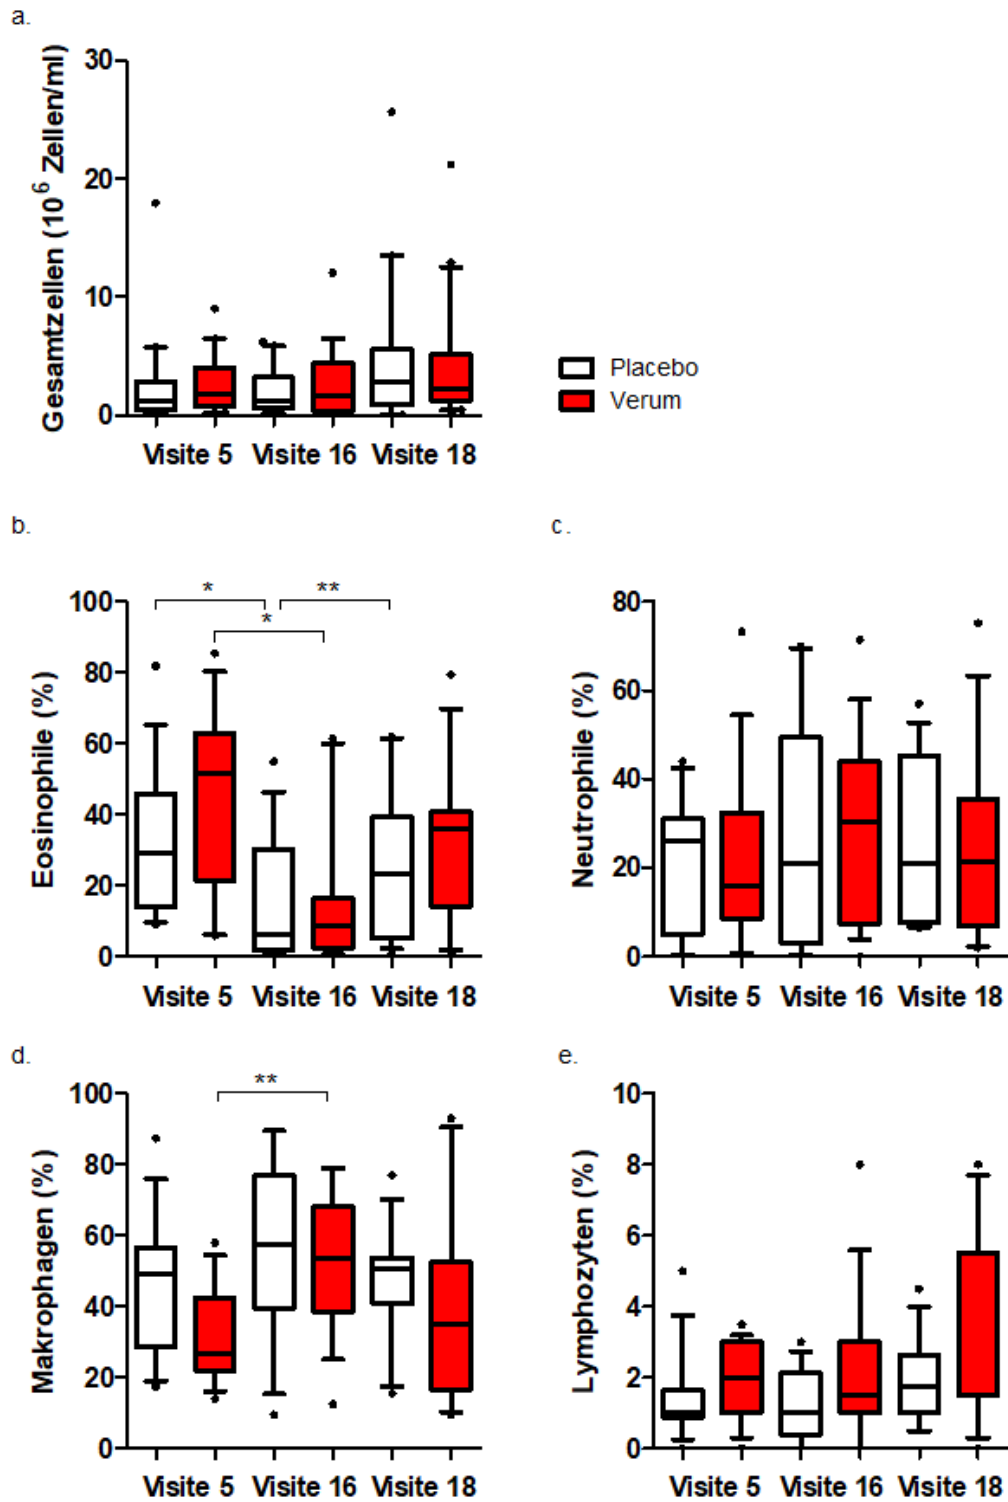 a.
Gesamtzellen (10⁶ Zellen/ml)
30
20
10
0
Visite 5 Visite 16 Visite 18
Placebo
Verum
b.
Eosinophile (%)
100
80
60
40
20
0
* **
*
Visite 5 Visite 16 Visite 18
c.
Neutrophile (%)
80
60
40
20
0
Visite 5 Visite 16 Visite 18
d.
Makrophagen (%)
100
80
60
40
20
0
**
Visite 5 Visite 16 Visite 18
e.
Lymphozyten (%)
10
8
6
4
2
0
Visite 5 Visite 16 Visite 18